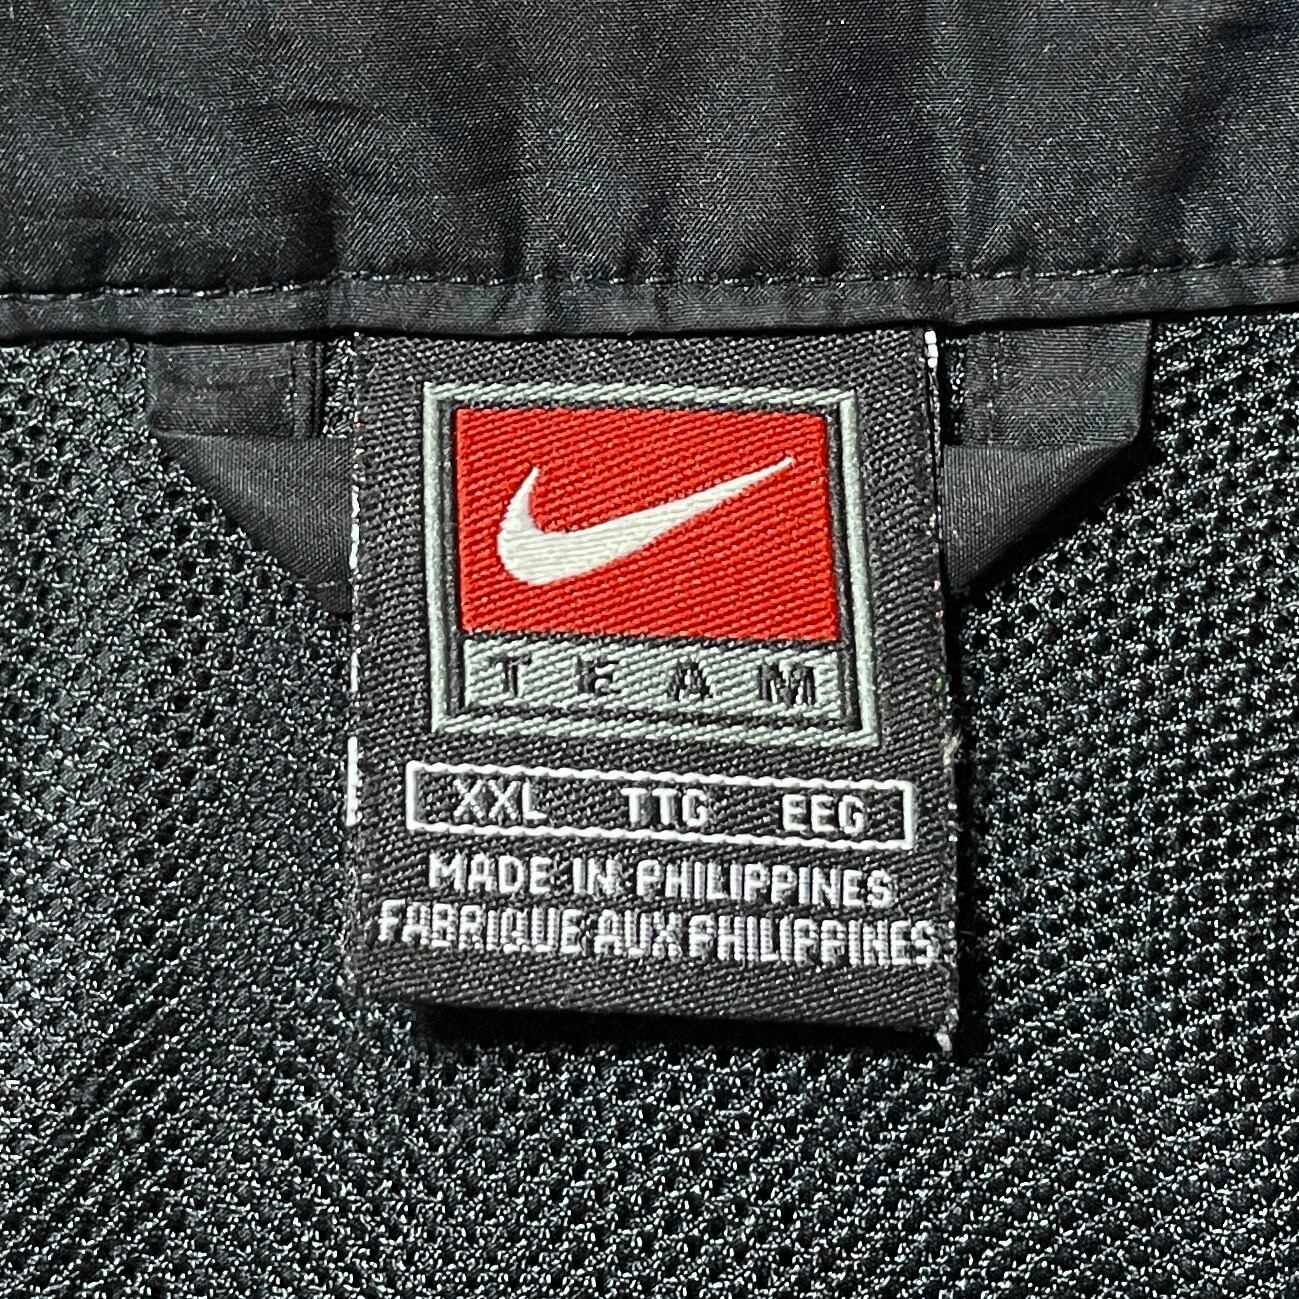 TEAM
XXL TTG EEG
MADE IN PHILIPPINES
FABRIQUE AUX PHILIPPINES